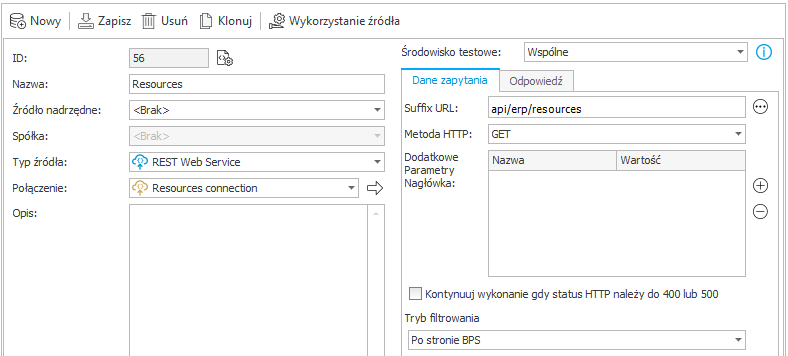 Nowy Zapisz Usuń Klonuj Wykorzystanie źródła
ID: 56
Nazwa: Resources
Źródło nadrzędne: <Brak>
Spółka: <Brak>
Typ źródła: REST Web Service
Połączenie: Resources connection
Opis:
Środowisko testowe: Wspólne
Dane zapytania Odpowiedź
Suffix URL: api/erp/resources
Metoda HTTP: GET
Dodatkowe
Parametry
Nagłówka:
Nazwa Wartość
Kontynuuj wykonanie gdy status HTTP należy do 400 lub 500
Tryb filtrowania
Po stronie BPS